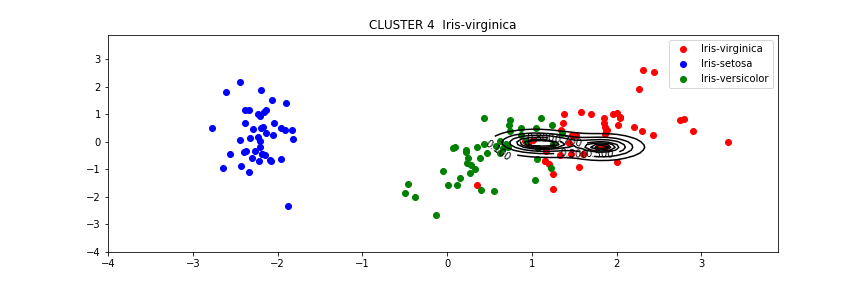 CLUSTER 4 Iris-virginica
Iris-virginica
Iris-setosa
Iris-versicolor
3
2
1
0
−1
−2
−3
−4
−4 −3 −2 −1 0 1 2 3